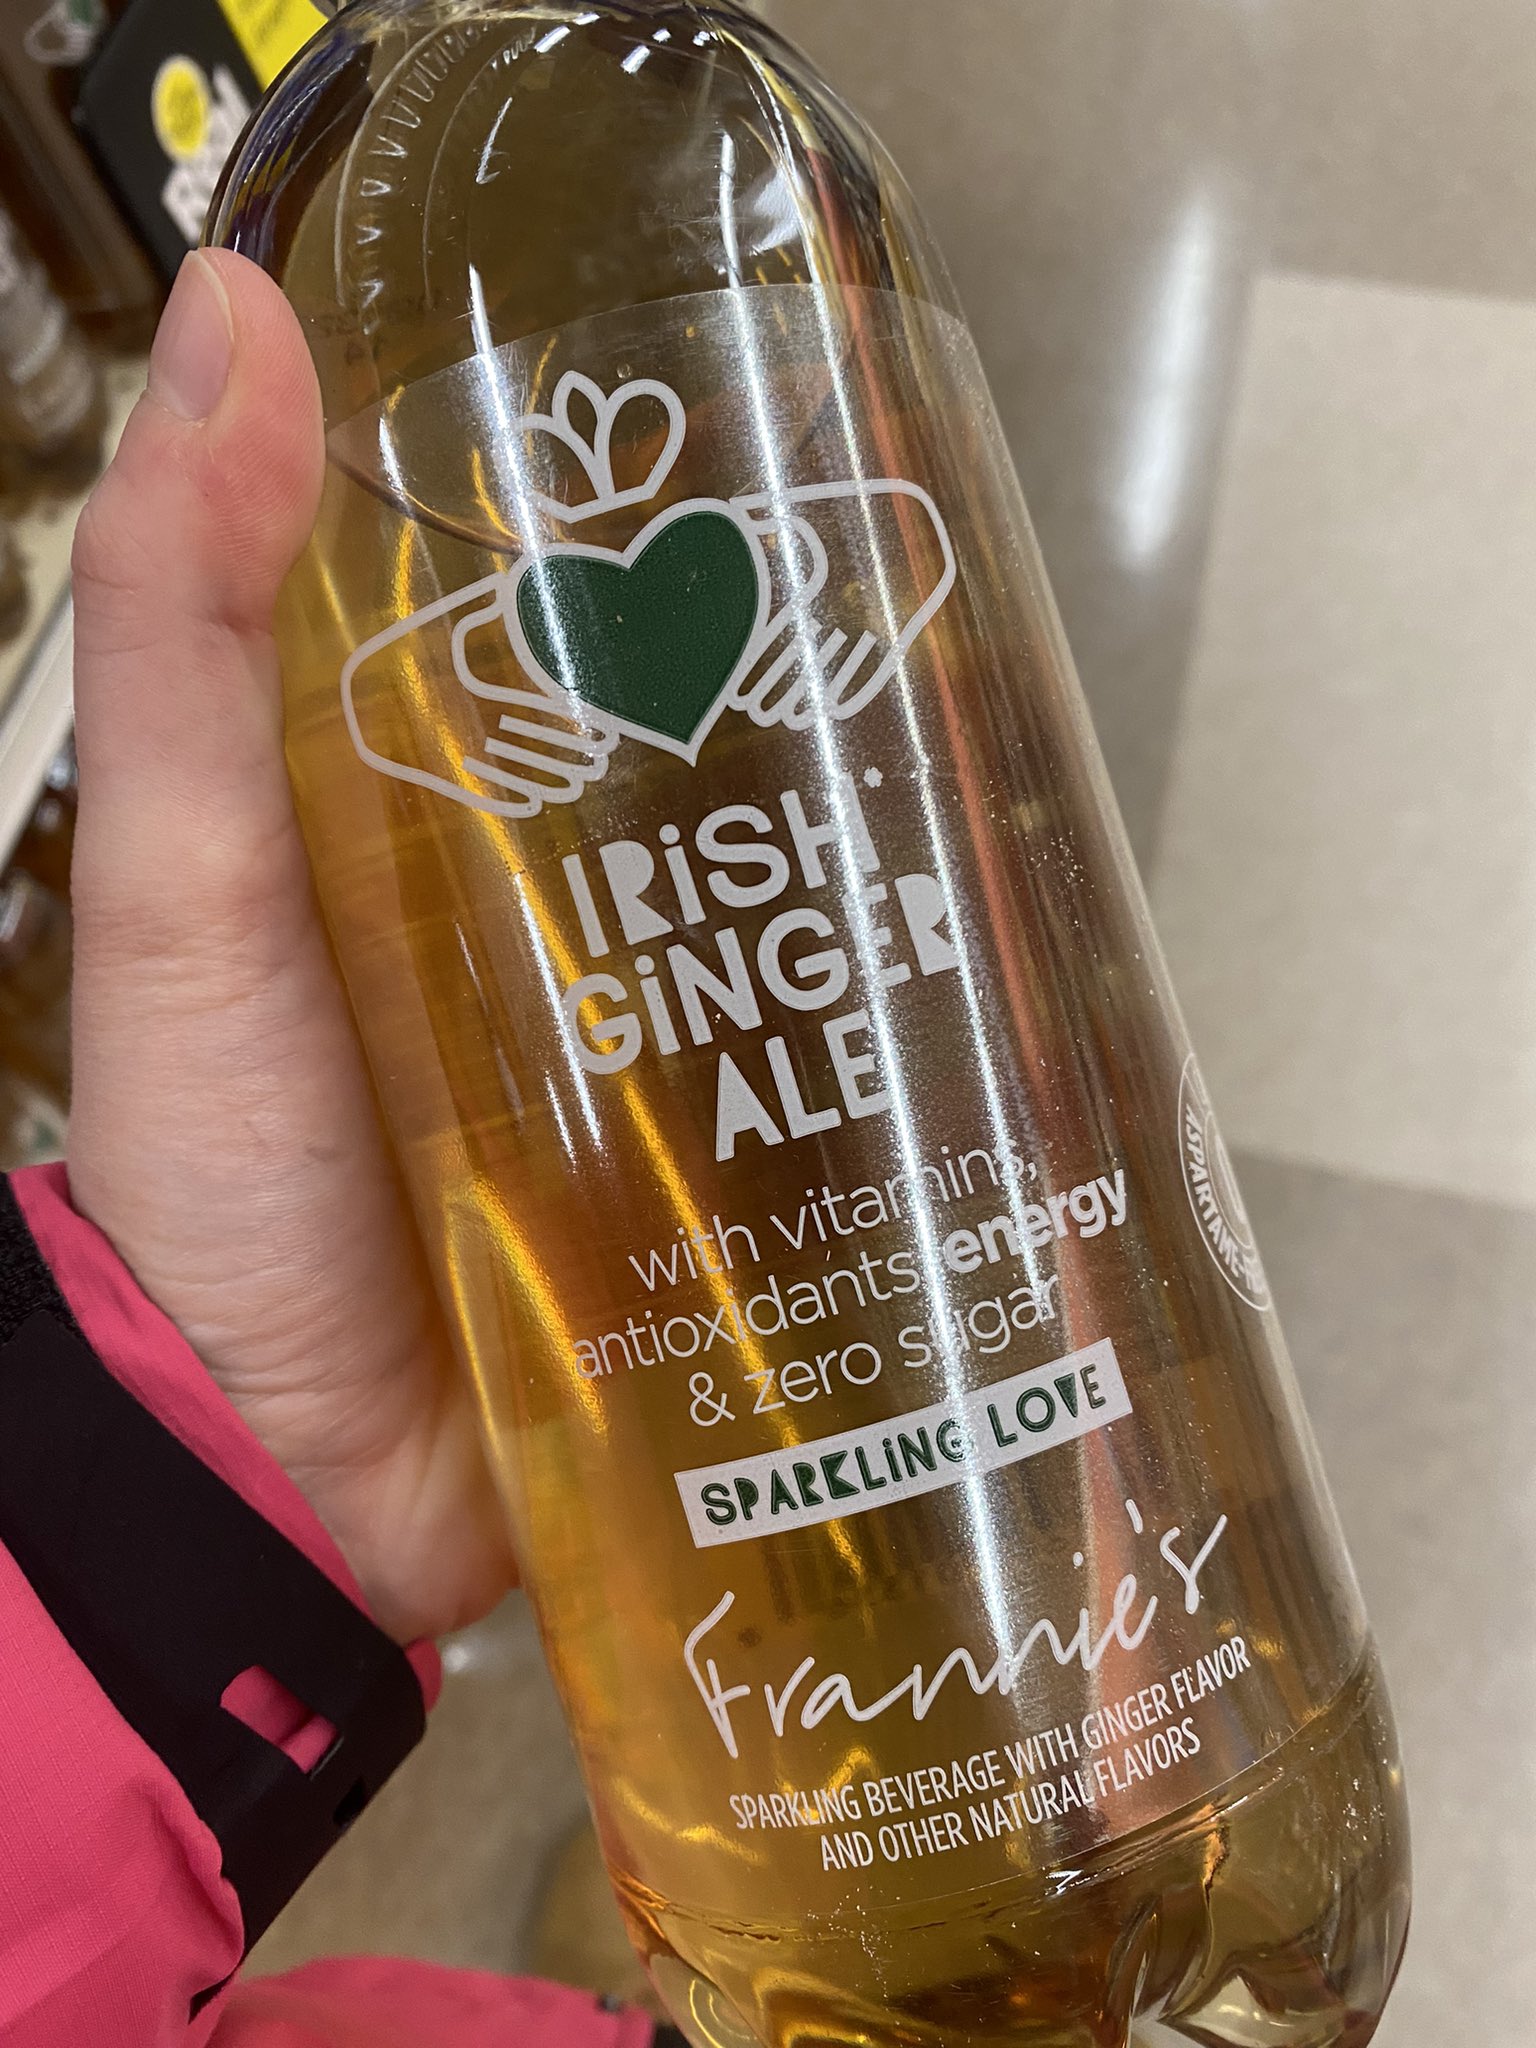 IRiSH*
GiNGER
ALE
with vitamins,
antioxidants, energy
& zero sugar
SPARKLiNG LOVE
Frannie's
SPARKLING BEVERAGE WITH GINGER FLAVOR
AND OTHER NATURAL FLAVORS